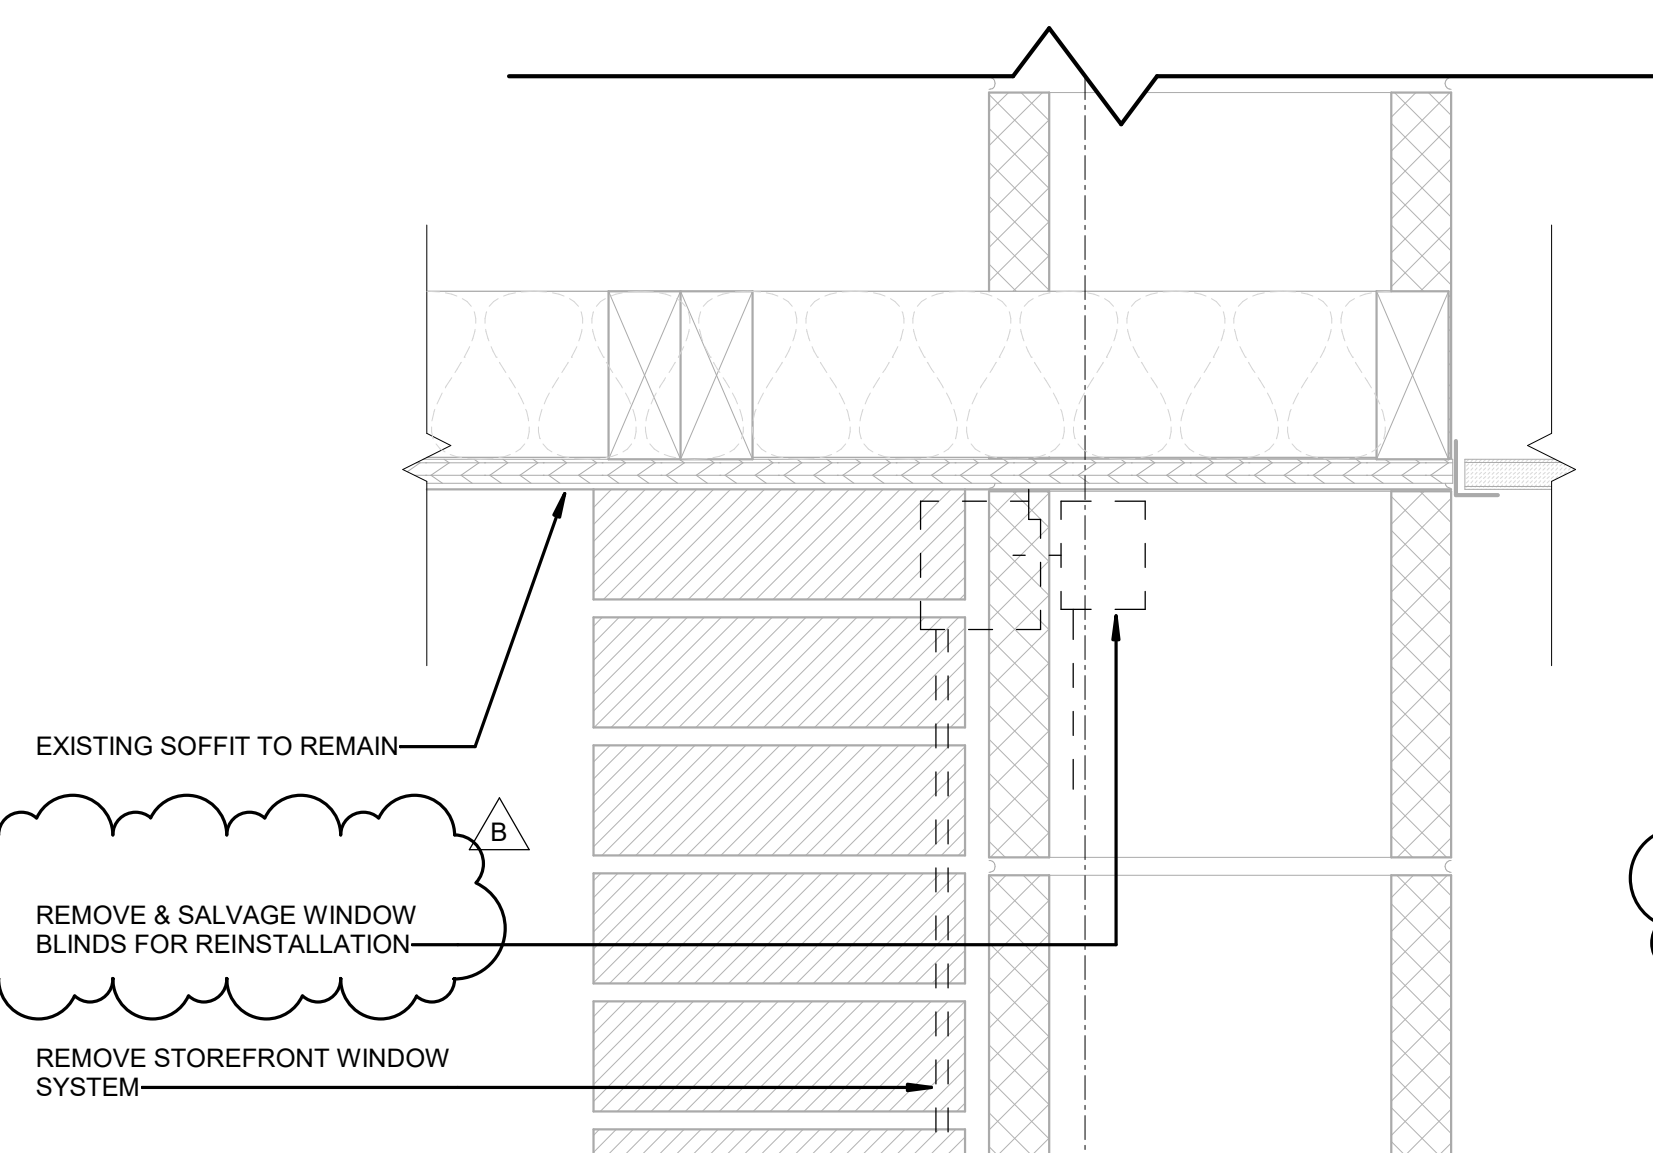 EXISTING SOFFIT TO REMAIN
B
REMOVE & SALVAGE WINDOW
BLINDS FOR REINSTALLATION
REMOVE STOREFRONT WINDOW
SYSTEM